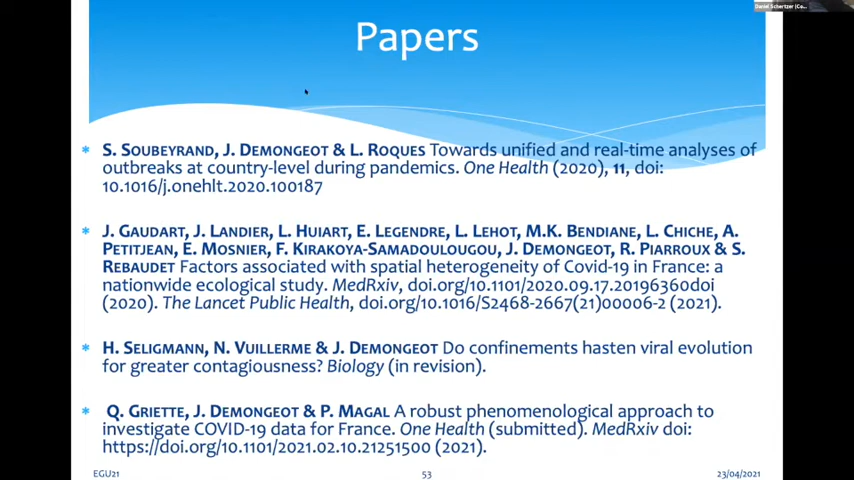 Daniel Schertzer (Co...
Papers
* S. SOUBEYRAND, J. DEMONGEOT & L. ROQUES Towards unified and real-time analyses of
outbreaks at country-level during pandemics. One Health (2020), 11, doi:
10.1016/j.onehlt.2020.100187
* J. GAUDART, J. LANDIER, L. HUIART, E. LEGENDRE, L. LEHOT, M.K. BENDIANE, L. CHICHE, A.
PETITJEAN, E. MOSNIER, F. KIRAKOYA-SAMADOULOUGOU, J. DEMONGEOT, R. PIARROUX & S.
REBAUDET Factors associated with spatial heterogeneity of Covid-19 in France: a
nationwide ecological study. MedRxiv, doi.org/10.1101/2020.09.17.20196360doi
(2020). The Lancet Public Health, doi.org/10.1016/S2468-2667(21)00006-2 (2021).
* H. SELIGMANN, N. VUILLERME & J. DEMONGEOT Do confinements hasten viral evolution
for greater contagiousness? Biology (in revision).
* Q. GRIETTE, J. DEMONGEOT & P. MAGAL A robust phenomenological approach to
investigate COVID-19 data for France. One Health (submitted). MedRxiv doi:
https://doi.org/10.1101/2021.02.10.21251500 (2021).
EGU21
53
23/04/2021